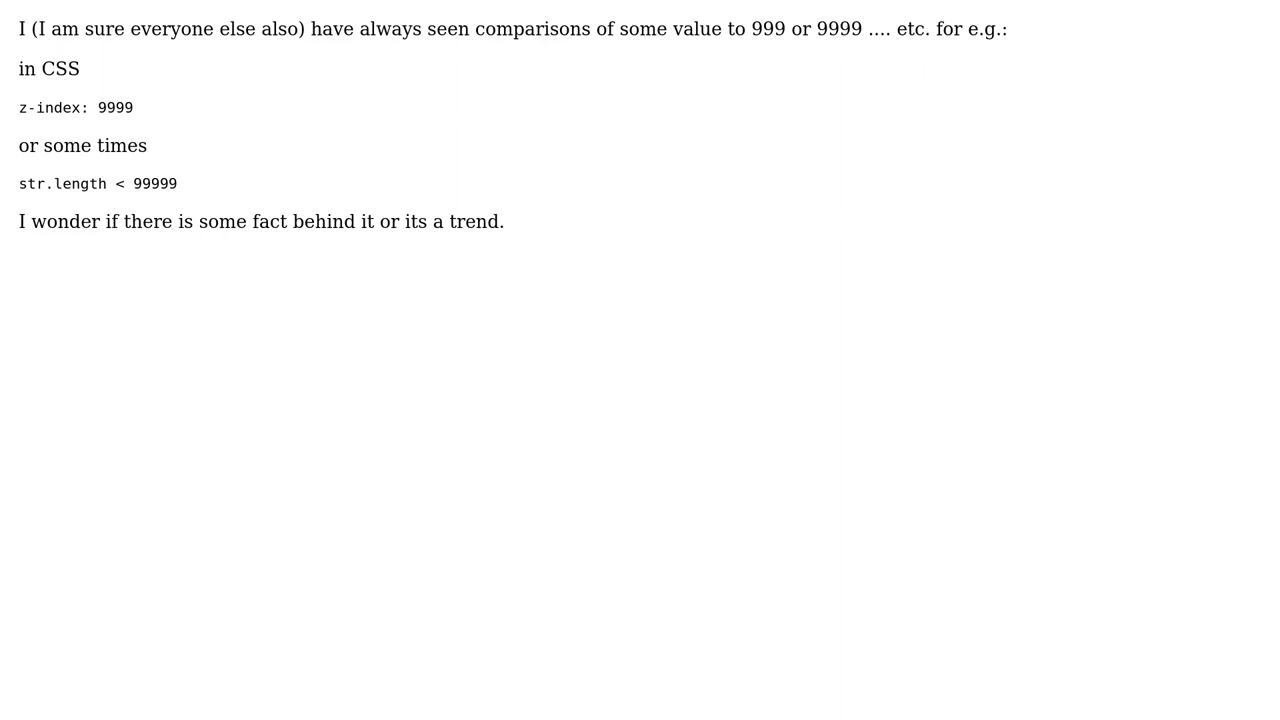 I (I am sure everyone else also) have always seen comparisons of some value to 999 or 9999 .... etc. for e.g.:
in CSS
z-index: 9999
or some times
str.length < 99999
I wonder if there is some fact behind it or its a trend.